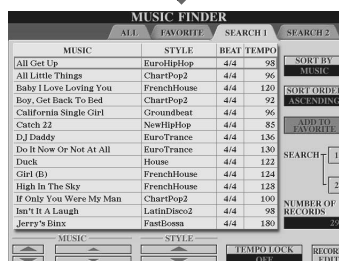 MUSIC FINDER
ALL FAVORITE SEARCH 1 SEARCH 2
MUSIC STYLE BEAT TEMPO
All Get Up EuroHipHop 4/4 98
All Little Things ChartPop2 4/4 96
Baby I Love Loving You FrenchHouse 4/4 120
Boy, Get Back To Bed ChartPop2 4/4 92
California Single Girl Groundbeat 4/4 96
Catch 22 NewHipHop 4/4 85
DJ Daddy EuroTrance 4/4 136
Do It Now Or Not At All EuroTrance 4/4 130
Duck House 4/4 122
Girl (B) FrenchHouse 4/4 124
High In The Sky FrenchHouse 4/4 128
If Only You Were My Man ChartPop2 4/4 100
Isn't It A Laugh LatinDisco2 4/4 98
Jerry's Binx FastBossa 4/4 180
SORT BY
MUSIC
SORT ORDER
ASCENDING
ADD TO
FAVORITE
SEARCH 1
2
NUMBER OF
RECORDS
MUSIC STYLE
TEMPO LOCK
OFF
RECOR
EDIT